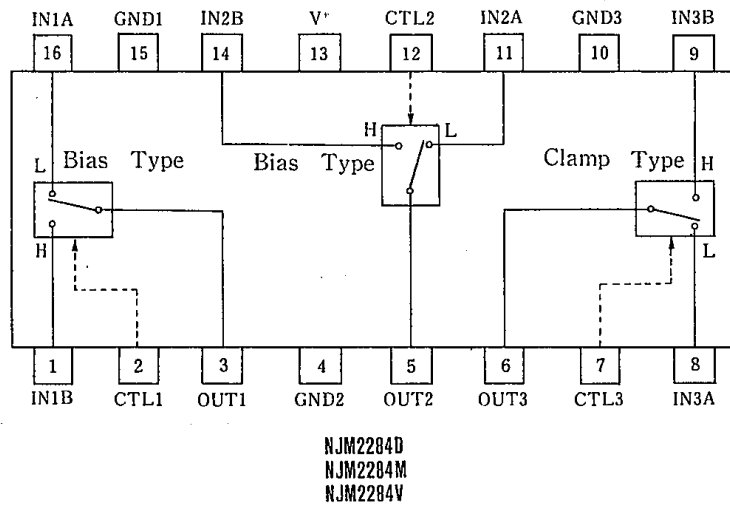 IN1A GND1 IN2B V+ CTL2 IN2A GND3 IN3B
16 15 14 13 12 11 10 9
H L
L Bias Type Bias Type Clamp Type H
H L
1 2 3 4 5 6 7 8
IN1B CTL1 OUT1 GND2 OUT2 OUT3 CTL3 IN3A
NJM2284D
NJM2284M
NJM2284V